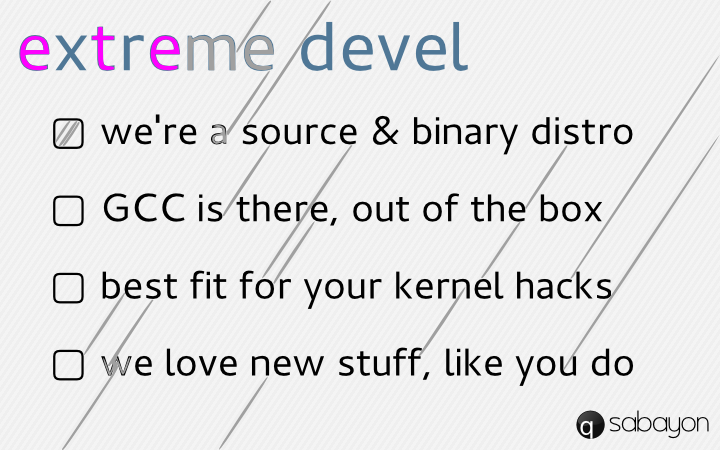 extreme devel
we're a source & binary distro
GCC is there, out of the box
best fit for your kernel hacks
we love new stuff, like you do
sabayon